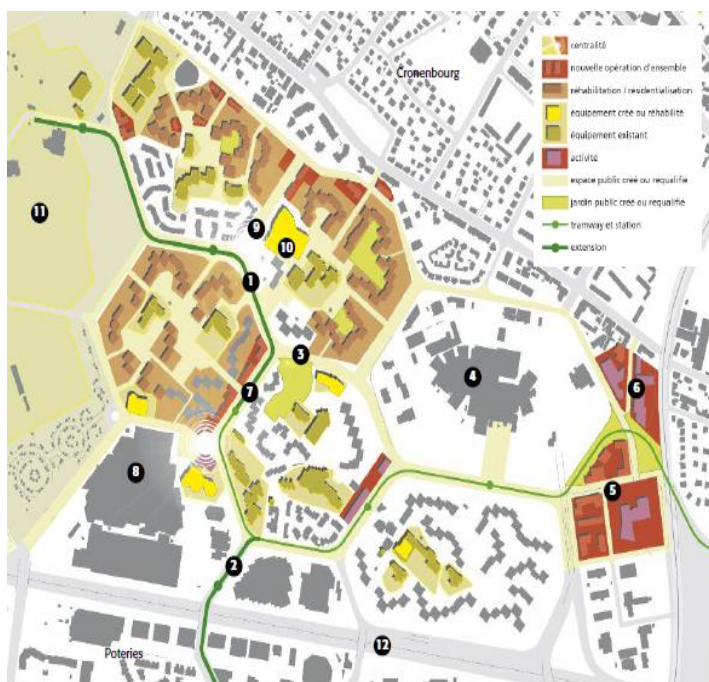 Cronenbourg
centralité
nouvelle opération d'ensemble
réhabilitation / residentialisation
équipement créé ou réhabilité
équipement existant
activité
espace public créé ou requalifié
jardin public créé ou requalifié
tramway et station
extension
11
9
10
1
3
4
6
7
8
5
2
12
Poteries